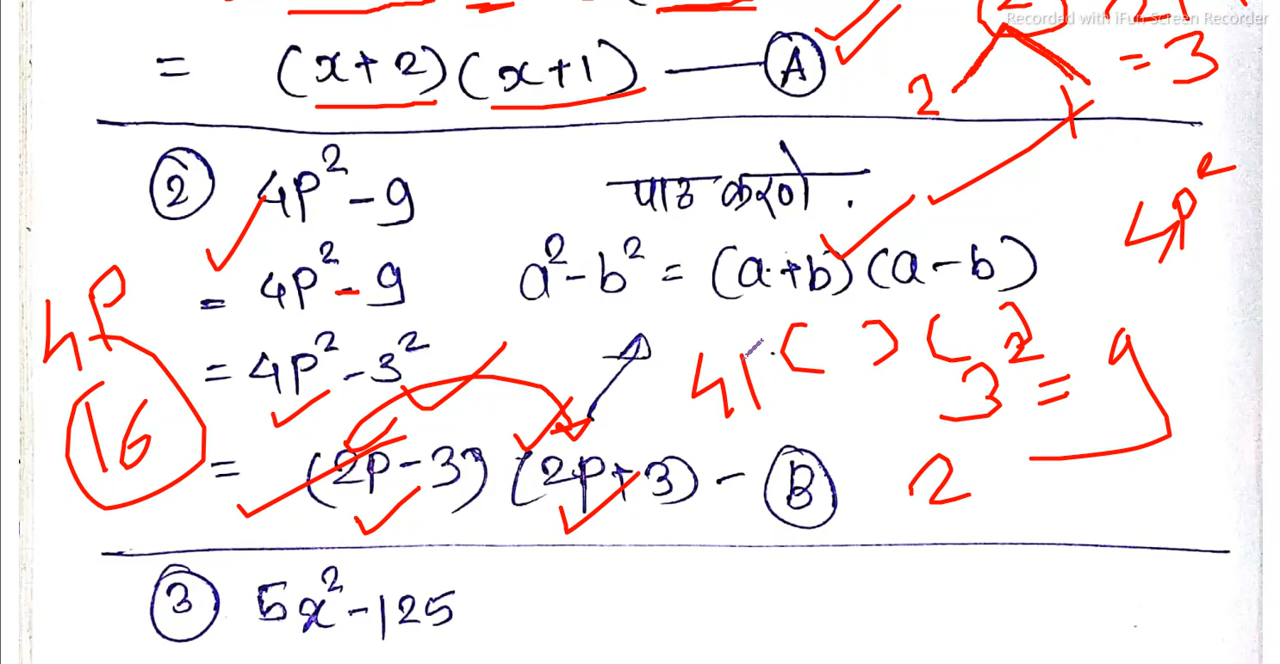 Recorded with iFun Screen Recorder
= 3
= (x+2)(x+1) — A
2
② 4p² - 9 पाठ करणे.
4p²
= 4p² - 9 a² - b² = (a+b)(a-b)
4p
= 4p² - 3²
4p ( ) (
3² = 9
16
= (2p-3) (2p+3) - B
2
③ 5x² - 125